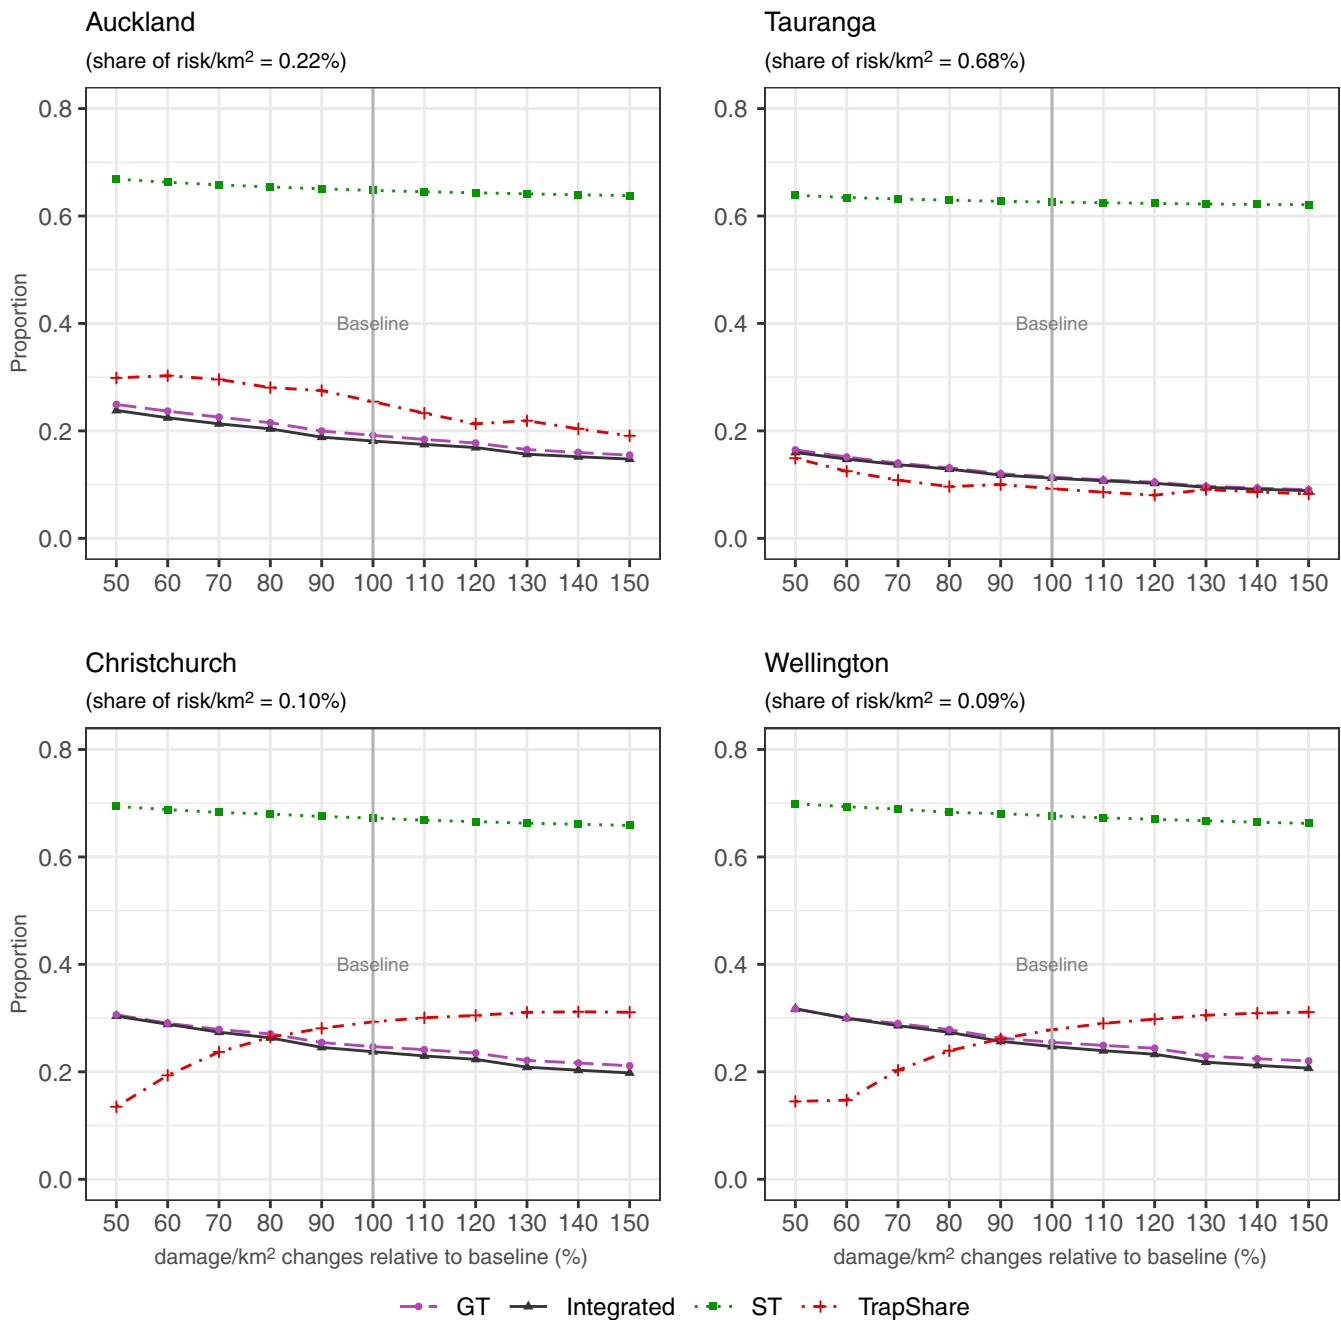 Auckland
(share of risk/km² = 0.22%)
Proportion
0.8
0.6
0.4
0.2
0.0
Baseline
50 60 70 80 90 100 110 120 130 140 150
Tauranga
(share of risk/km² = 0.68%)
0.8
0.6
0.4
0.2
0.0
Baseline
50 60 70 80 90 100 110 120 130 140 150
Christchurch
(share of risk/km² = 0.10%)
Proportion
0.8
0.6
0.4
0.2
0.0
Baseline
50 60 70 80 90 100 110 120 130 140 150
damage/km² changes relative to baseline (%)
Wellington
(share of risk/km² = 0.09%)
0.8
0.6
0.4
0.2
0.0
Baseline
50 60 70 80 90 100 110 120 130 140 150
damage/km² changes relative to baseline (%)
GT Integrated ST TrapShare